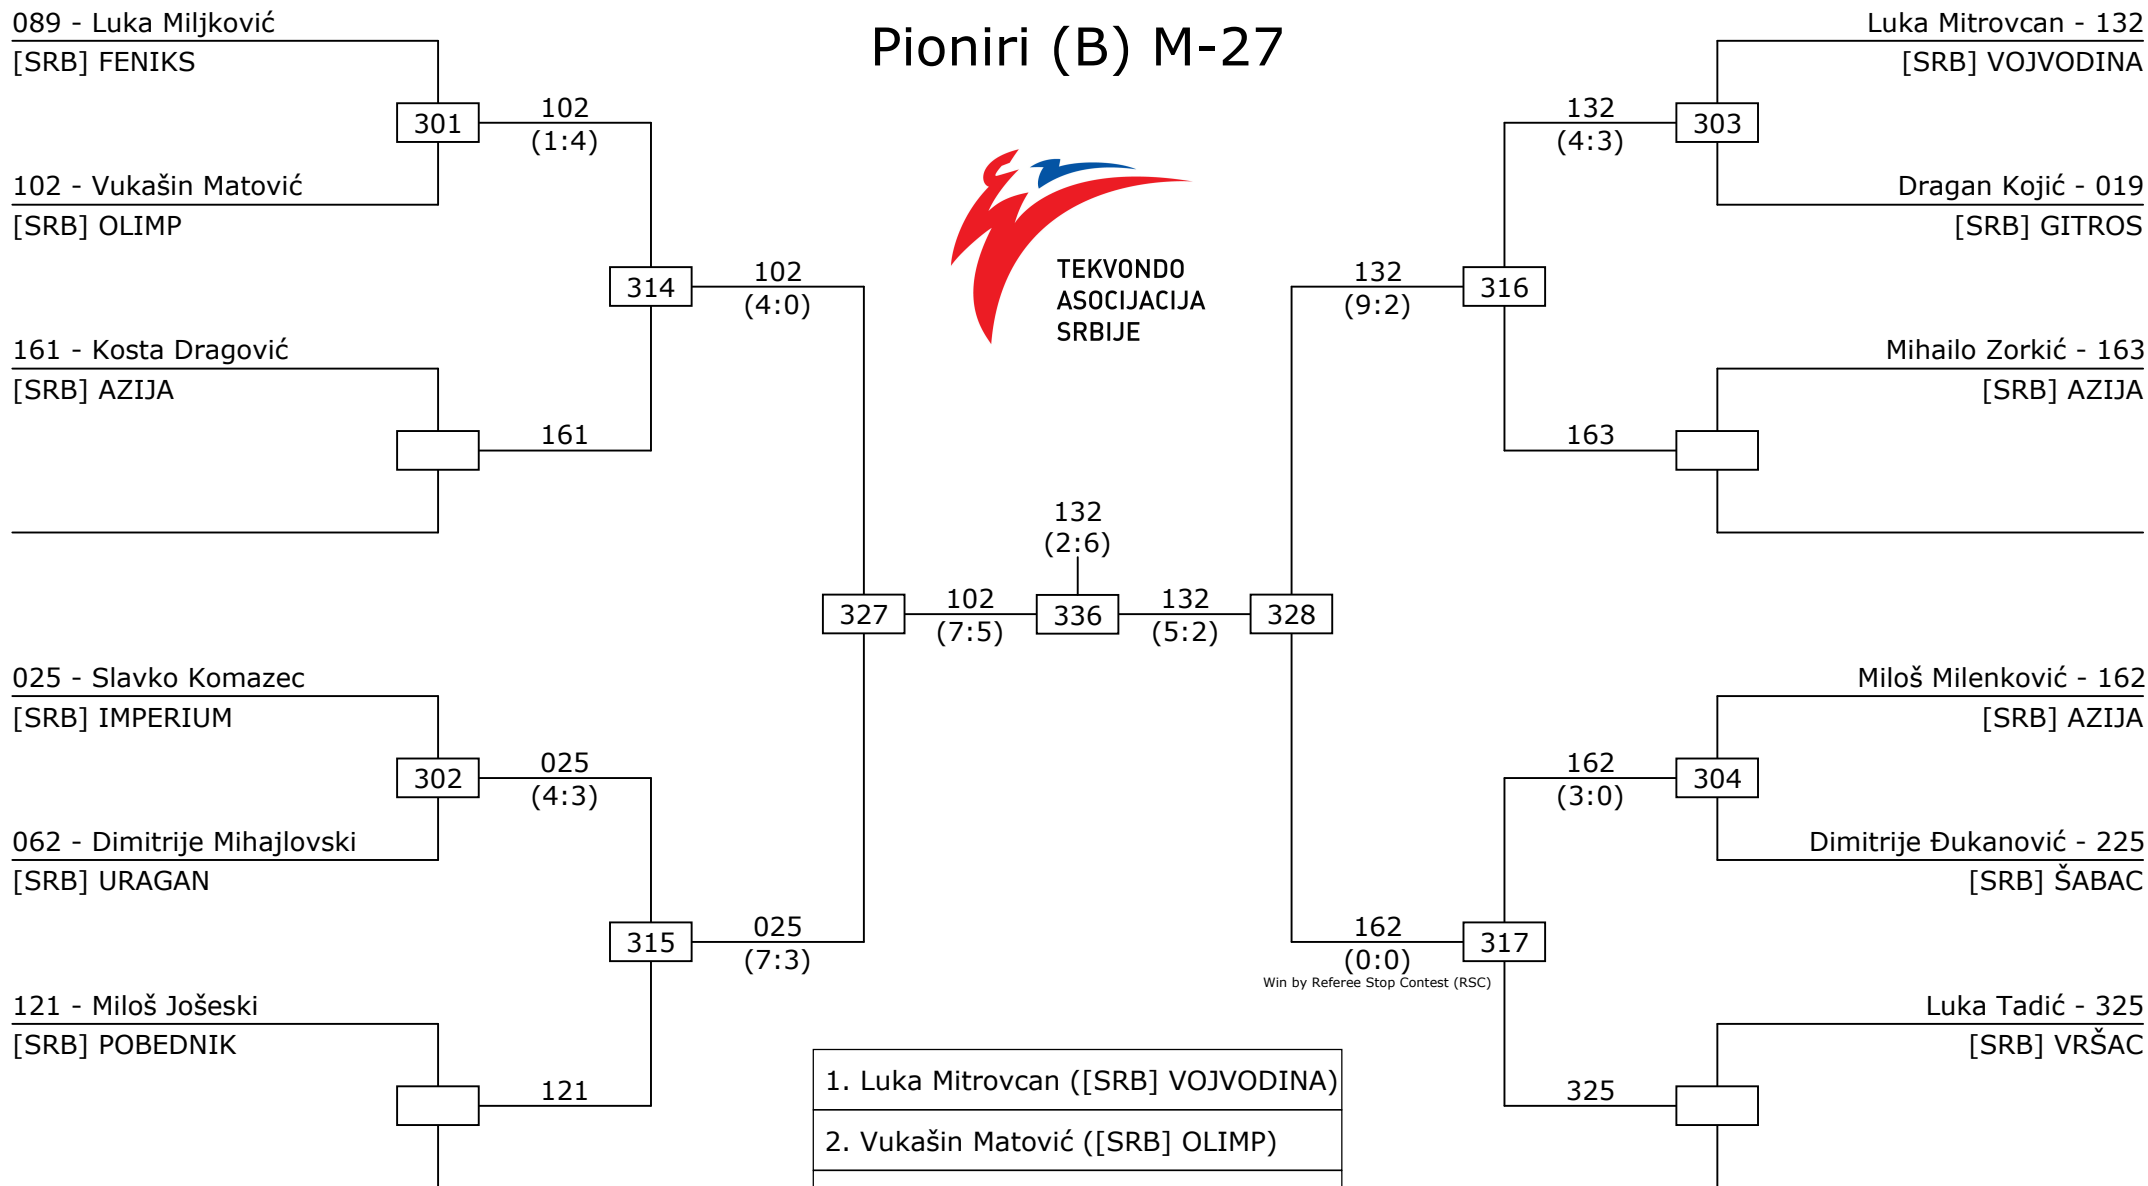 Pioniri (B) M-27
089 - Luka Miljković
[SRB] FENIKS
301
102
(1:4)
102 - Vukašin Matović
[SRB] OLIMP
314
102
(4:0)
161 - Kosta Dragović
[SRB] AZIJA
161
025 - Slavko Komazec
[SRB] IMPERIUM
302
025
(4:3)
062 - Dimitrije Mihajlovski
[SRB] URAGAN
315
025
(7:3)
121 - Miloš Jošeski
[SRB] POBEDNIK
121
TEKVONDO
ASOCIJACIJA
SRBIJE
327
102
(7:5)
132
(2:6)
336
132
(5:2)
328
Luka Mitrovcan - 132
[SRB] VOJVODINA
132
(4:3)
303
Dragan Kojić - 019
[SRB] GITROS
132
(9:2)
316
Mihailo Zorkić - 163
[SRB] AZIJA
163
Miloš Milenković - 162
[SRB] AZIJA
162
(3:0)
304
Dimitrije Đukanović - 225
[SRB] ŠABAC
162
(0:0)
Win by Referee Stop Contest (RSC)
317
Luka Tadić - 325
[SRB] VRŠAC
325
1. Luka Mitrovcan ([SRB] VOJVODINA)
2. Vukašin Matović ([SRB] OLIMP)